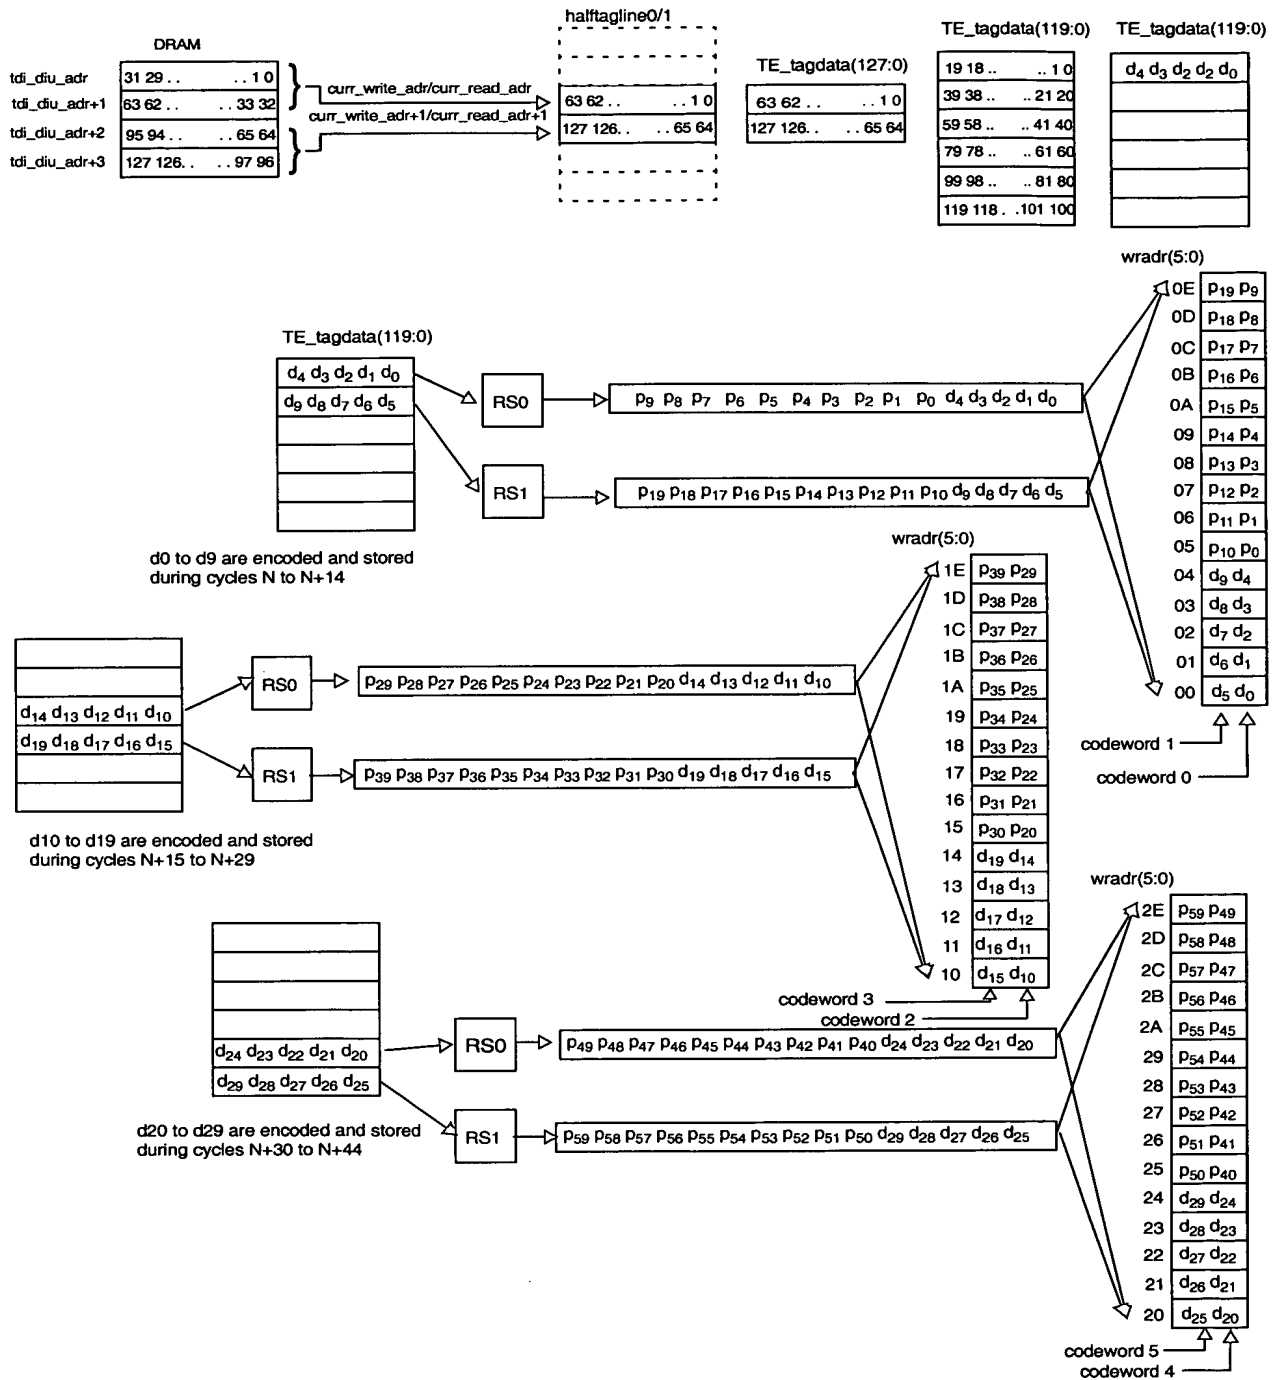 halftagline0/1
DRAM
TE_tagdata(127:0)
TE_tagdata(119:0)
TE_tagdata(119:0)
tdi_diu_adr
31 29 . . . . 1 0
tdi_diu_adr+1
63 62 . . . . 33 32
tdi_diu_adr+2
95 94 . . . . 65 64
tdi_diu_adr+3
127 126. . . . 97 96
curr_write_adr/curr_read_adr
curr_write_adr+1/curr_read_adr+1
63 62 . . . . 1 0
127 126. . . . 65 64
63 62 . . . . 1 0
127 126. . . . 65 64
19 18 .. . . 1 0
39 38 .. .. 21 20
59 58 .. .. 41 40
79 78 .. .. 61 60
99 98 .. .. 81 80
119 118 . . 101 100
d4 d3 d2 d2 d0
TE_tagdata(119:0)
d4 d3 d2 d1 d0
d9 d8 d7 d6 d5
RS0
RS1
p9 p8 p7 p6 p5 p4 p3 p2 p1 p0 d4 d3 d2 d1 d0
p19 p18 p17 p16 p15 p14 p13 p12 p11 p10 d9 d8 d7 d6 d5
d0 to d9 are encoded and stored
during cycles N to N+14
wradr(5:0)
0E p19 p9
0D p18 p8
0C p17 p7
0B p16 p6
0A p15 p5
09 p14 p4
08 p13 p3
07 p12 p2
06 p11 p1
05 p10 p0
04 d9 d4
03 d8 d3
02 d7 d2
01 d6 d1
00 d5 d0
codeword 1
codeword 0
d14 d13 d12 d11 d10
d19 d18 d17 d16 d15
RS0
RS1
p29 p28 p27 p26 p25 p24 p23 p22 p21 p20 d14 d13 d12 d11 d10
p39 p38 p37 p36 p35 p34 p33 p32 p31 p30 d19 d18 d17 d16 d15
d10 to d19 are encoded and stored
during cycles N+15 to N+29
wradr(5:0)
1E p39 p29
1D p38 p28
1C p37 p27
1B p36 p26
1A p35 p25
19 p34 p24
18 p33 p23
17 p32 p22
16 p31 p21
15 p30 p20
14 d19 d14
13 d18 d13
12 d17 d12
11 d16 d11
10 d15 d10
codeword 3
codeword 2
d24 d23 d22 d21 d20
d29 d28 d27 d26 d25
RS0
RS1
p49 p48 p47 p46 p45 p44 p43 p42 p41 p40 d24 d23 d22 d21 d20
p59 p58 p57 p56 p55 p54 p53 p52 p51 p50 d29 d28 d27 d26 d25
d20 to d29 are encoded and stored
during cycles N+30 to N+44
wradr(5:0)
2E p59 p49
2D p58 p48
2C p57 p47
2B p56 p46
2A p55 p45
29 p54 p44
28 p53 p43
27 p52 p42
26 p51 p41
25 p50 p40
24 d29 d24
23 d28 d23
22 d27 d22
21 d26 d21
20 d25 d20
codeword 5
codeword 4